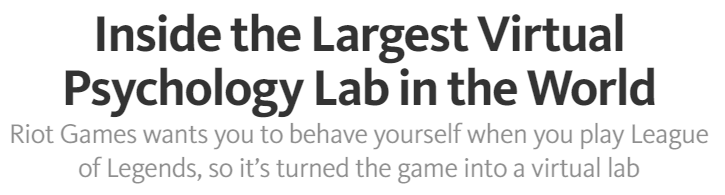 Inside the Largest Virtual
Psychology Lab in the World
Riot Games wants you to behave yourself when you play League
of Legends, so it’s turned the game into a virtual lab